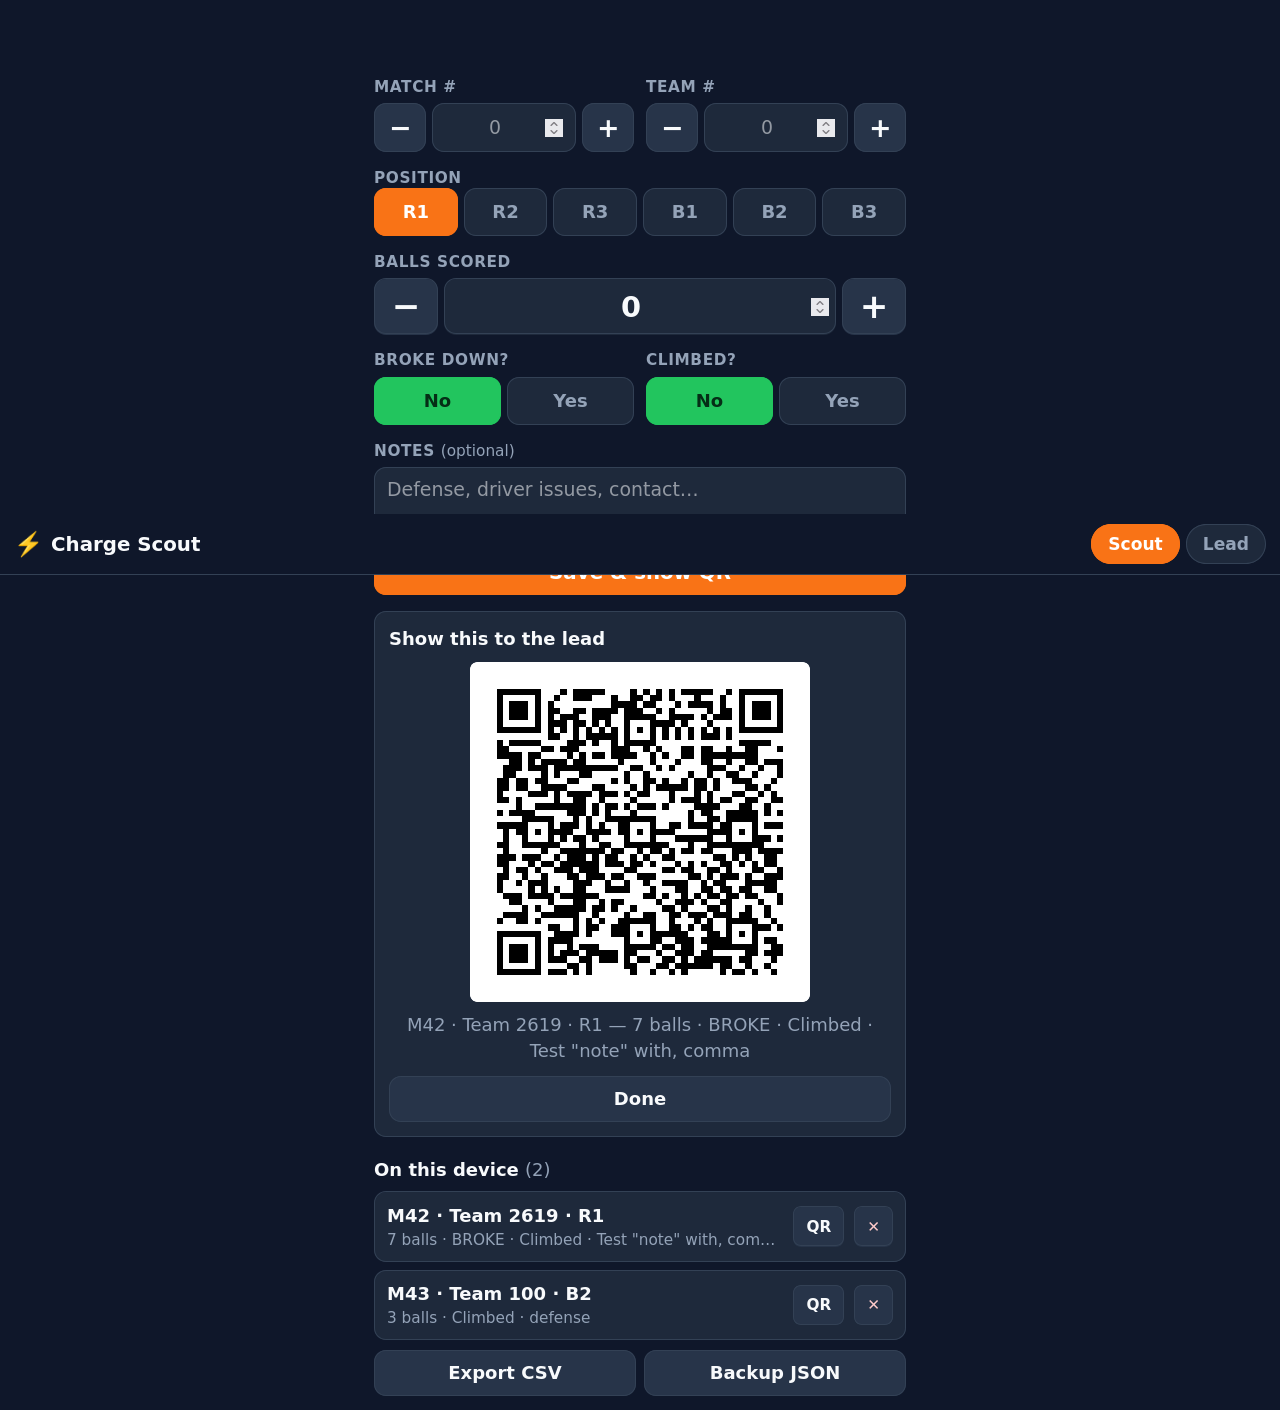 MATCH # TEAM #
− 0 + − 0 +
POSITION
R1 R2 R3 B1 B2 B3
BALLS SCORED
− 0 +
BROKE DOWN? CLIMBED?
No Yes No Yes
NOTES (optional)
Defense, driver issues, contact…
⚡ Charge Scout Scout Lead
Save & show QR
Show this to the lead
M42 · Team 2619 · R1 — 7 balls · BROKE · Climbed ·
Test "note" with, comma
Done
On this device (2)
M42 · Team 2619 · R1
7 balls · BROKE · Climbed · Test "note" with, com…
QR ✕
M43 · Team 100 · B2
3 balls · Climbed · defense
QR ✕
Export CSV Backup JSON